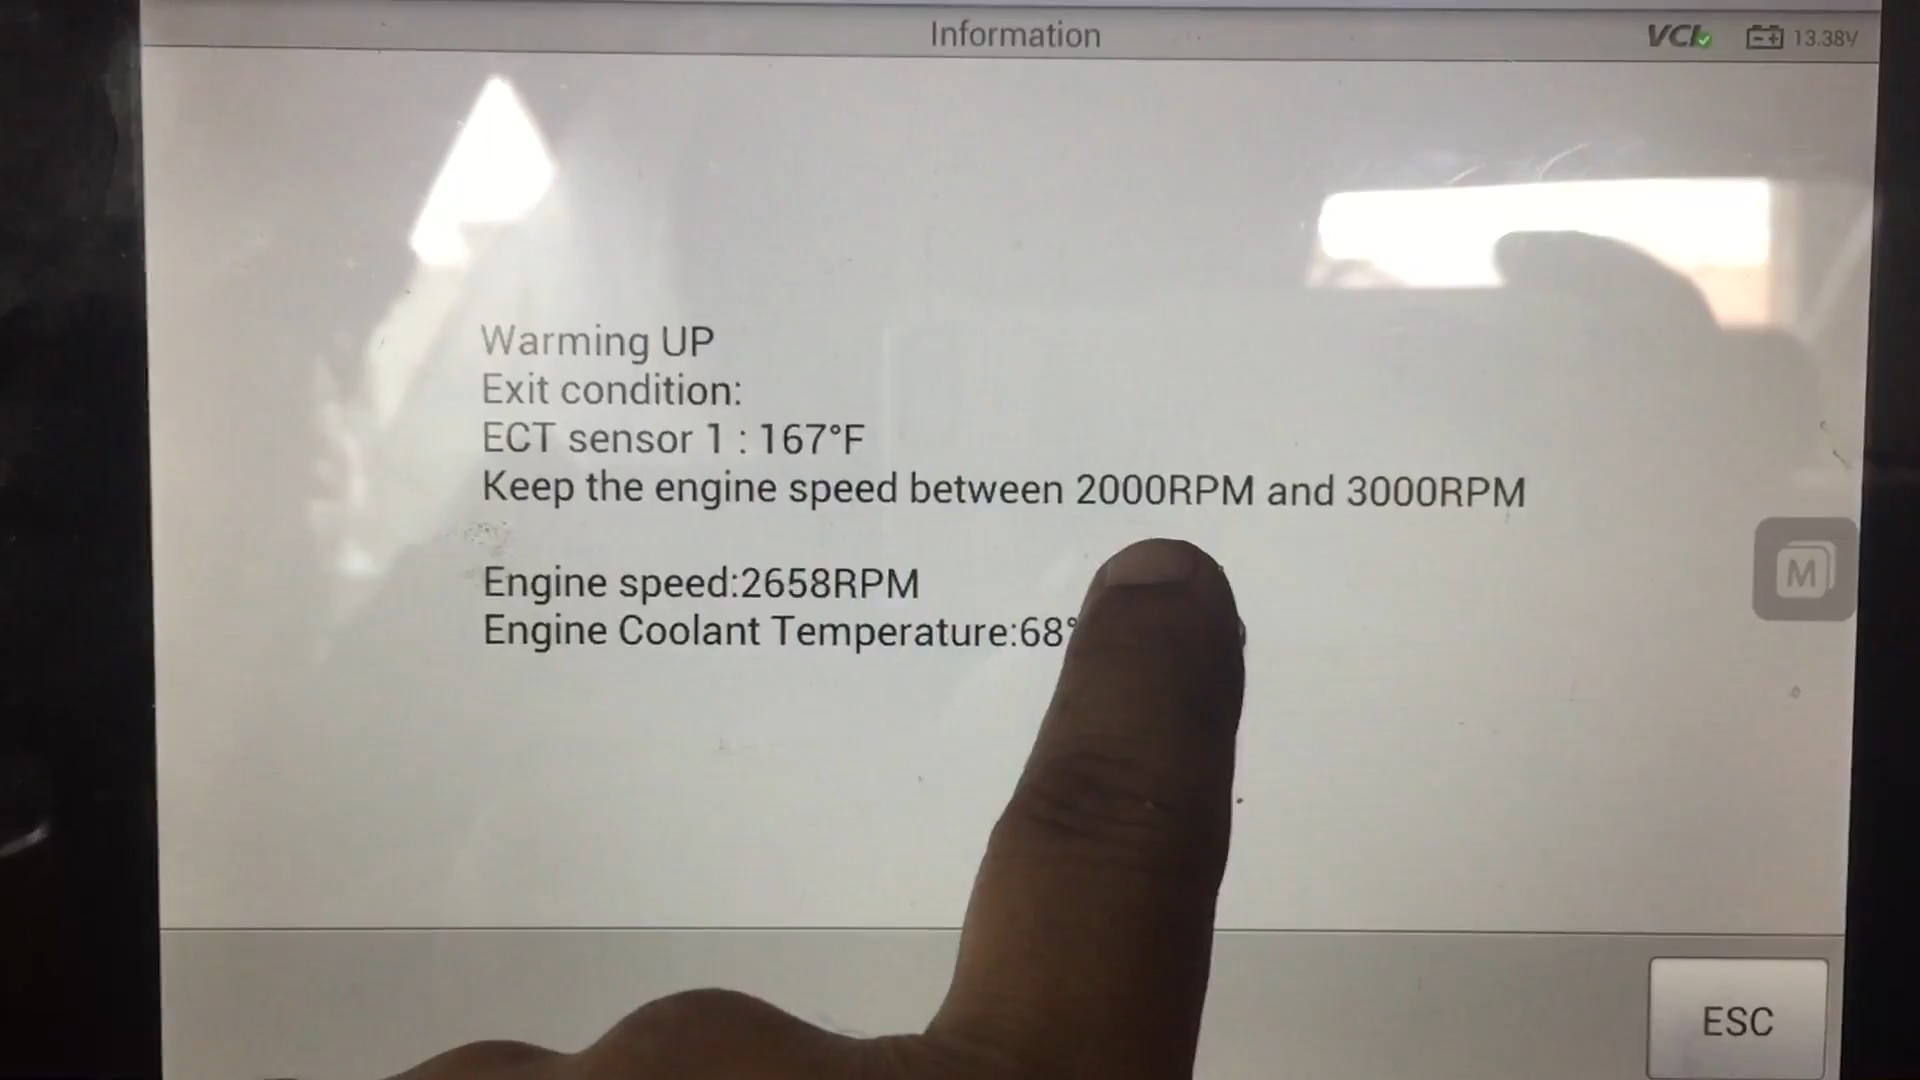 Information
VCI
13.38V
Warming UP
Exit condition:
ECT sensor 1 : 167°F
Keep the engine speed between 2000RPM and 3000RPM
Engine speed:2658RPM
Engine Coolant Temperature:68°
M
ESC